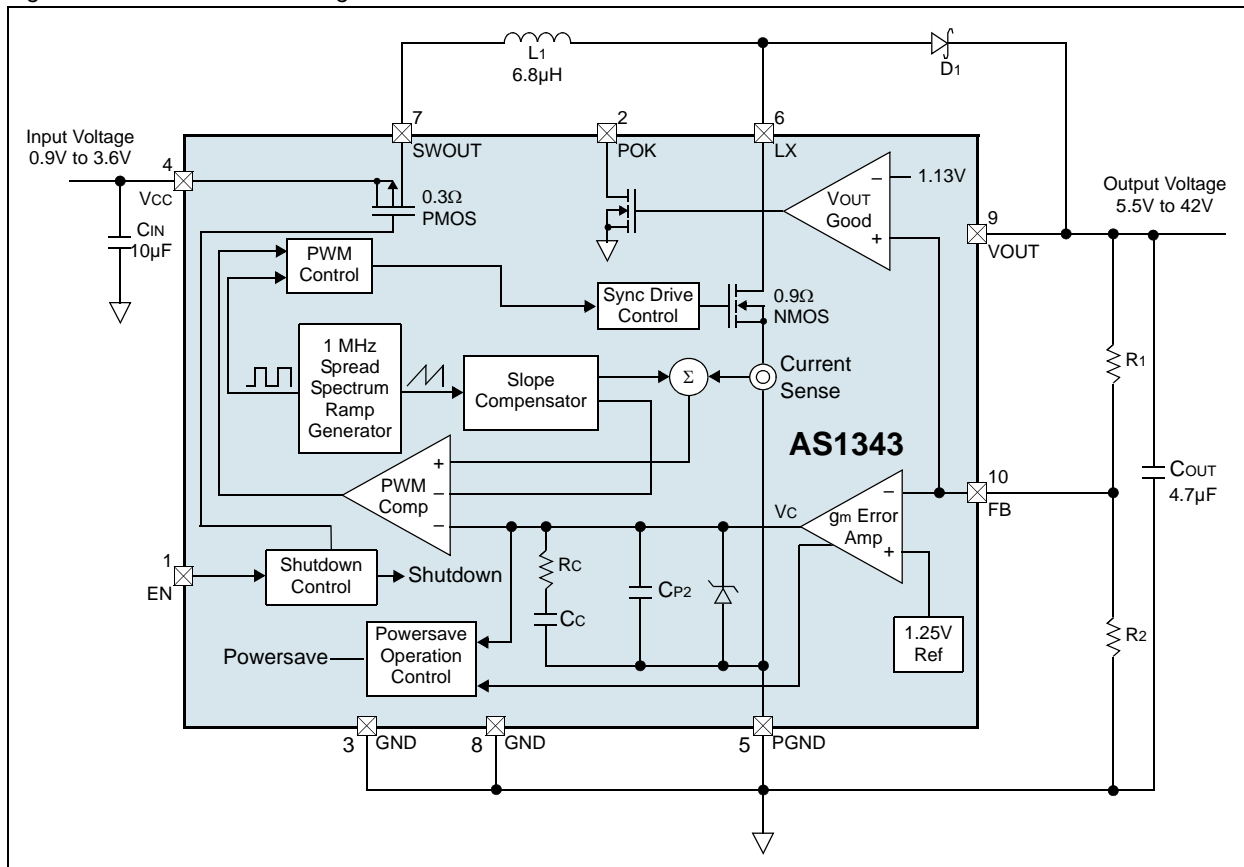 L1
6.8µH
D1
7
2
6
Input Voltage
0.9V to 3.6V
SWOUT
POK
LX
4
VCC
1.13V
0.3Ω
PMOS
VOUT
Good
−
+
Output Voltage
5.5V to 42V
9
VOUT
CIN
10µF
PWM
Control
Sync Drive
Control
0.9Ω
NMOS
R1
1 MHz
Spread
Spectrum
Ramp
Generator
Slope
Compensator
Σ
Current
Sense
AS1343
COUT
4.7µF
PWM
Comp
+
−
−
VC
gm Error
Amp
−
+
10
FB
1
EN
Shutdown
Control
Shutdown
RC
CP2
CC
1.25V
Ref
R2
Powersave
Powersave
Operation
Control
3
GND
8
GND
5
PGND